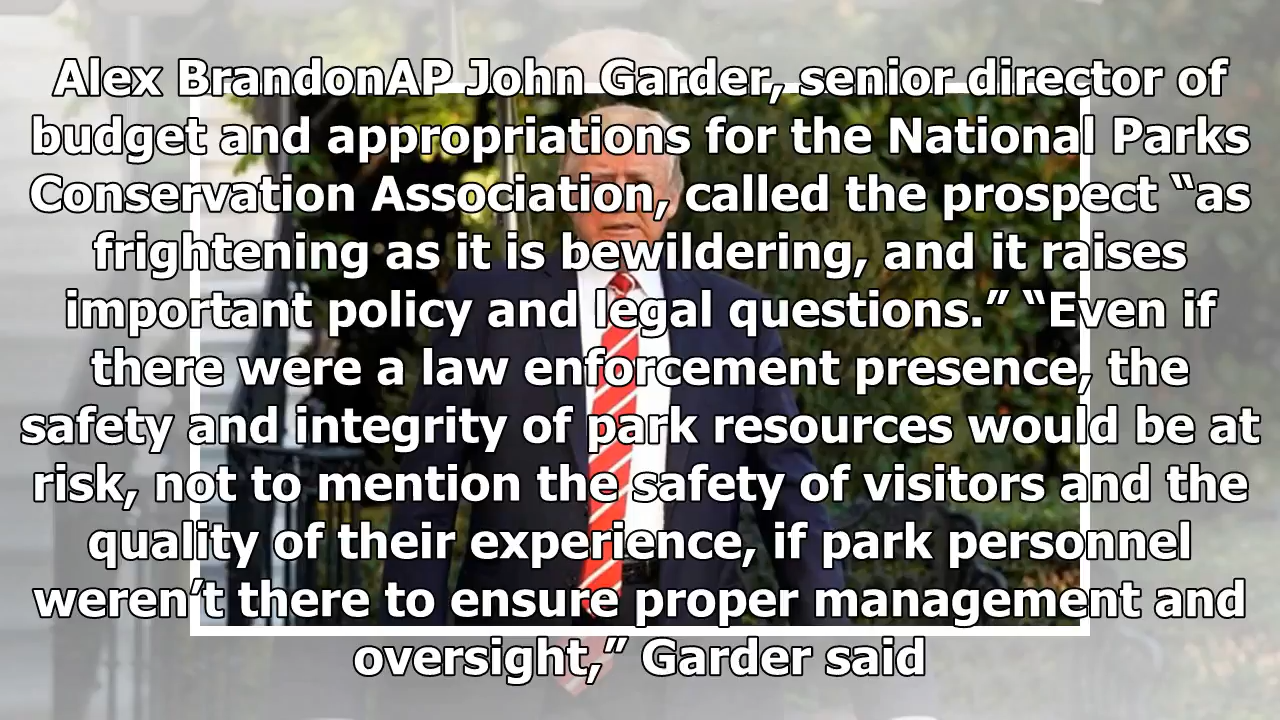 Alex BrandonAP John Garder, senior director of
budget and appropriations for the National Parks
Conservation Association, called the prospect “as
frightening as it is bewildering, and it raises
important policy and legal questions.” “Even if
there were a law enforcement presence, the
safety and integrity of park resources would be at
risk, not to mention the safety of visitors and the
quality of their experience, if park personnel
weren’t there to ensure proper management and
oversight,” Garder said